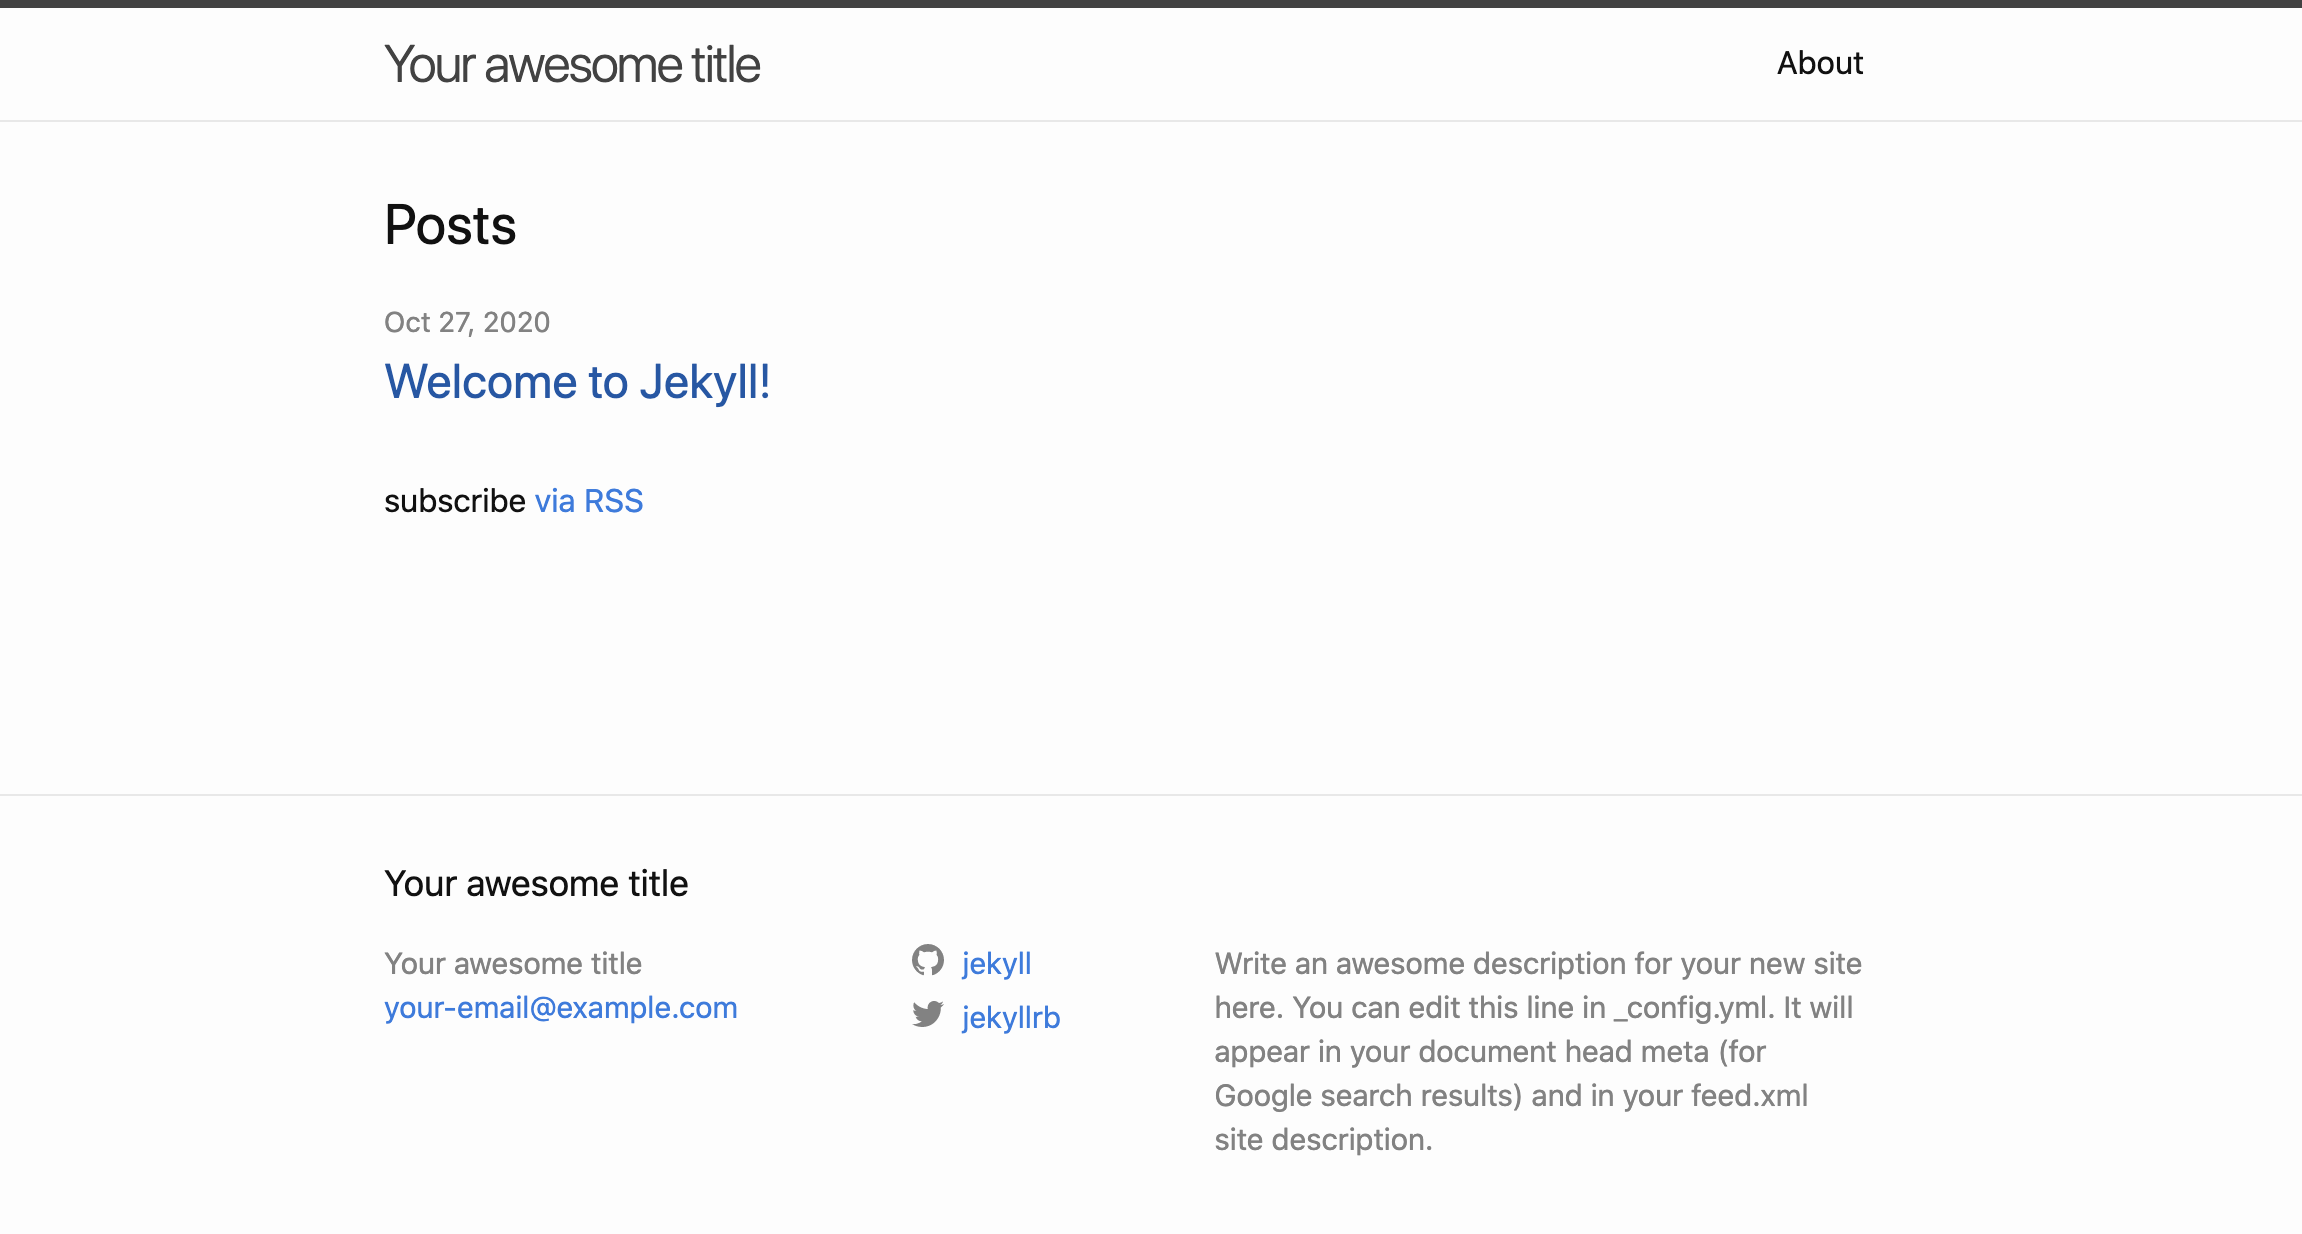 Your awesome title
About
Posts
Oct 27, 2020
Welcome to Jekyll!
subscribe via RSS
Your awesome title
Your awesome title
your-email@example.com
jekyll
jekyllrb
Write an awesome description for your new site
here. You can edit this line in _config.yml. It will
appear in your document head meta (for
Google search results) and in your feed.xml
site description.